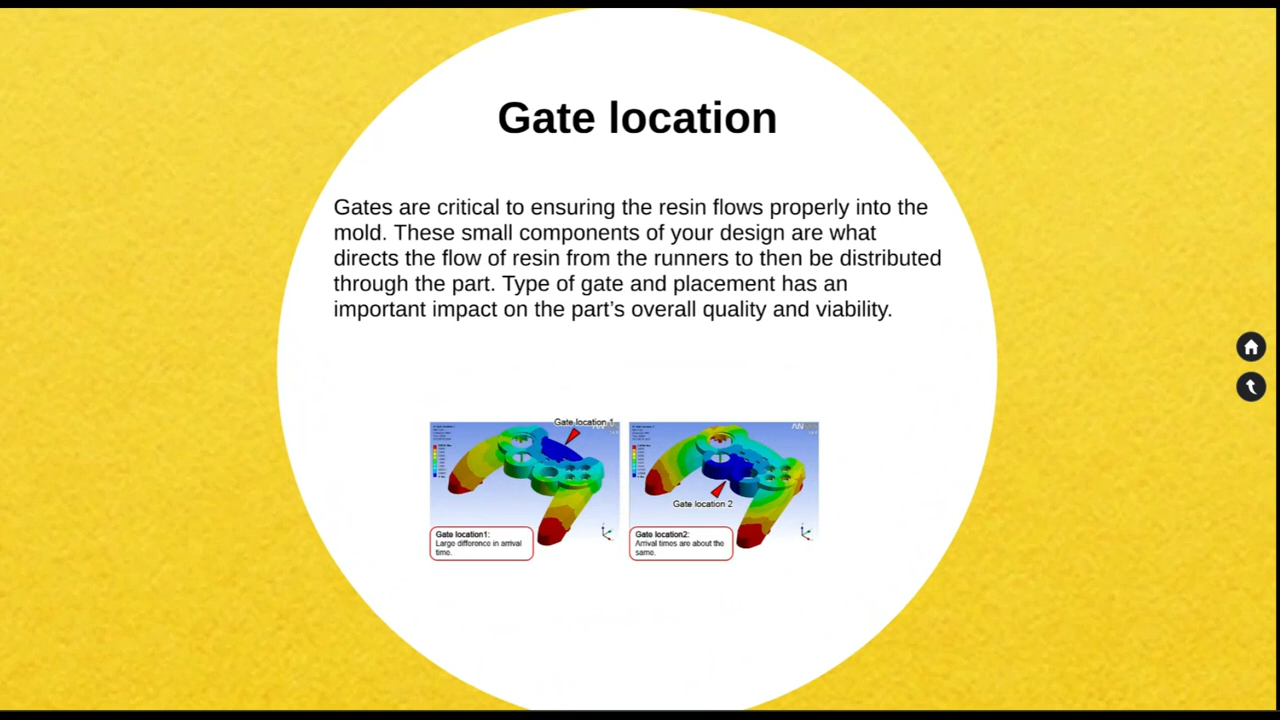 Gate location
Gates are critical to ensuring the resin flows properly into the
mold. These small components of your design are what
directs the flow of resin from the runners to then be distributed
through the part. Type of gate and placement has an
important impact on the part’s overall quality and viability.
Gate location 1
AN
Gate location 2
Gate location1:
Large difference in arrival
time.
Gate location2:
Arrival times are about the
same.